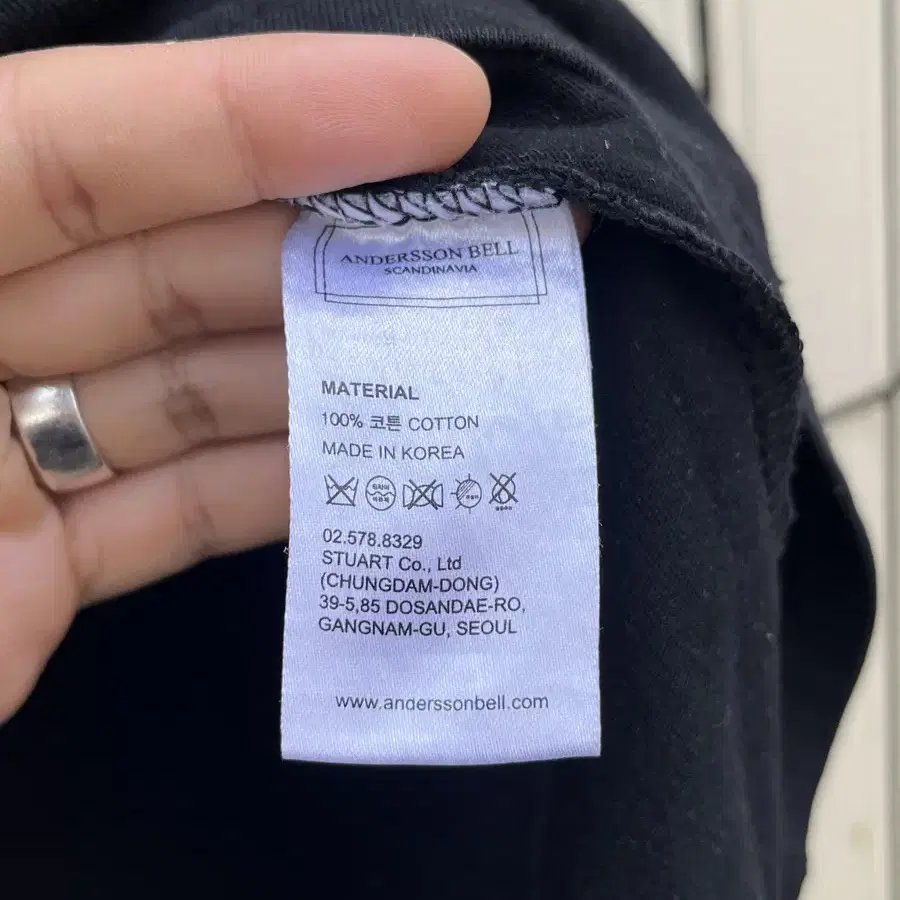 ANDERSSON BELL
SCANDINAVIA
MATERIAL
100% 코튼 COTTON
MADE IN KOREA
02.578.8329
STUART Co., Ltd
(CHUNGDAM-DONG)
39-5,85 DOSANDAE-RO,
GANGNAM-GU, SEOUL
www.anderssonbell.com